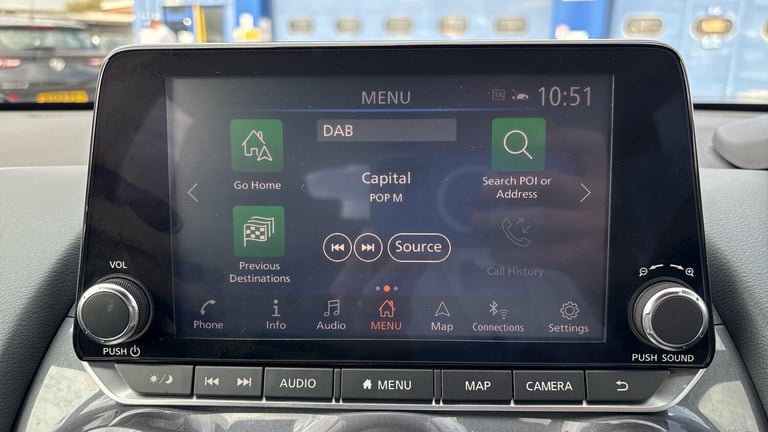 MENU
TA
10:51
DAB
Go Home
Capital
POP M
Search POI or
Address
Previous
Destinations
Source
Call History
Phone
Info
Audio
MENU
Map
Connections
Settings
VOL
PUSH
PUSH SOUND
AUDIO
MENU
MAP
CAMERA